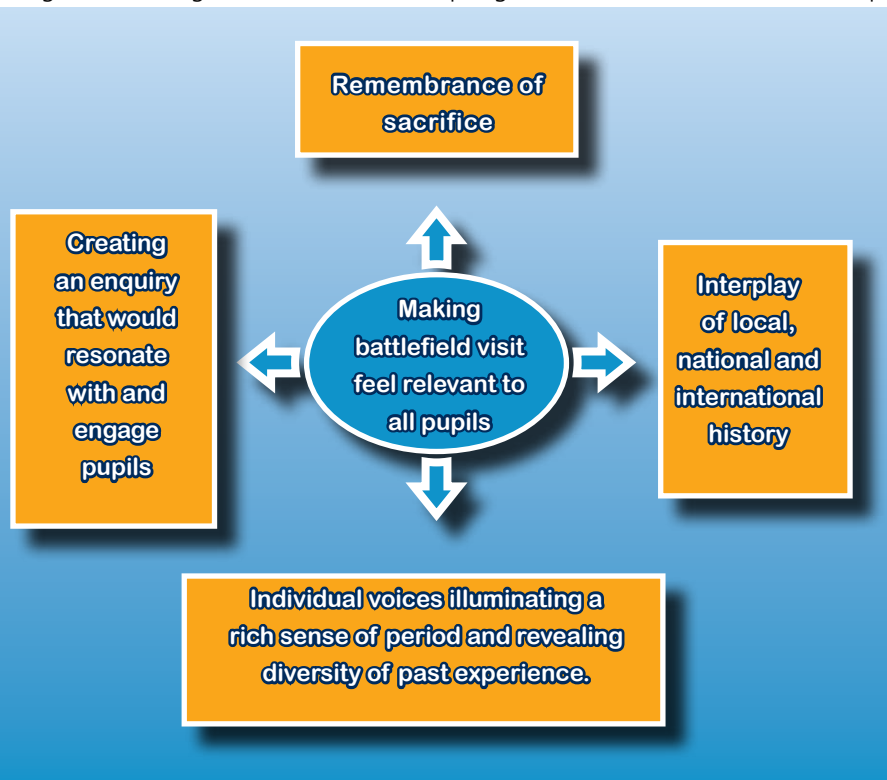 Remembrance of
sacrifice
Creating
an enquiry
that would
resonate
with and
engage
pupils
Making
battlefield visit
feel relevant to
all pupils
Interplay
of local,
national and
international
history
Individual voices illuminating a
rich sense of period and revealing
diversity of past experience.